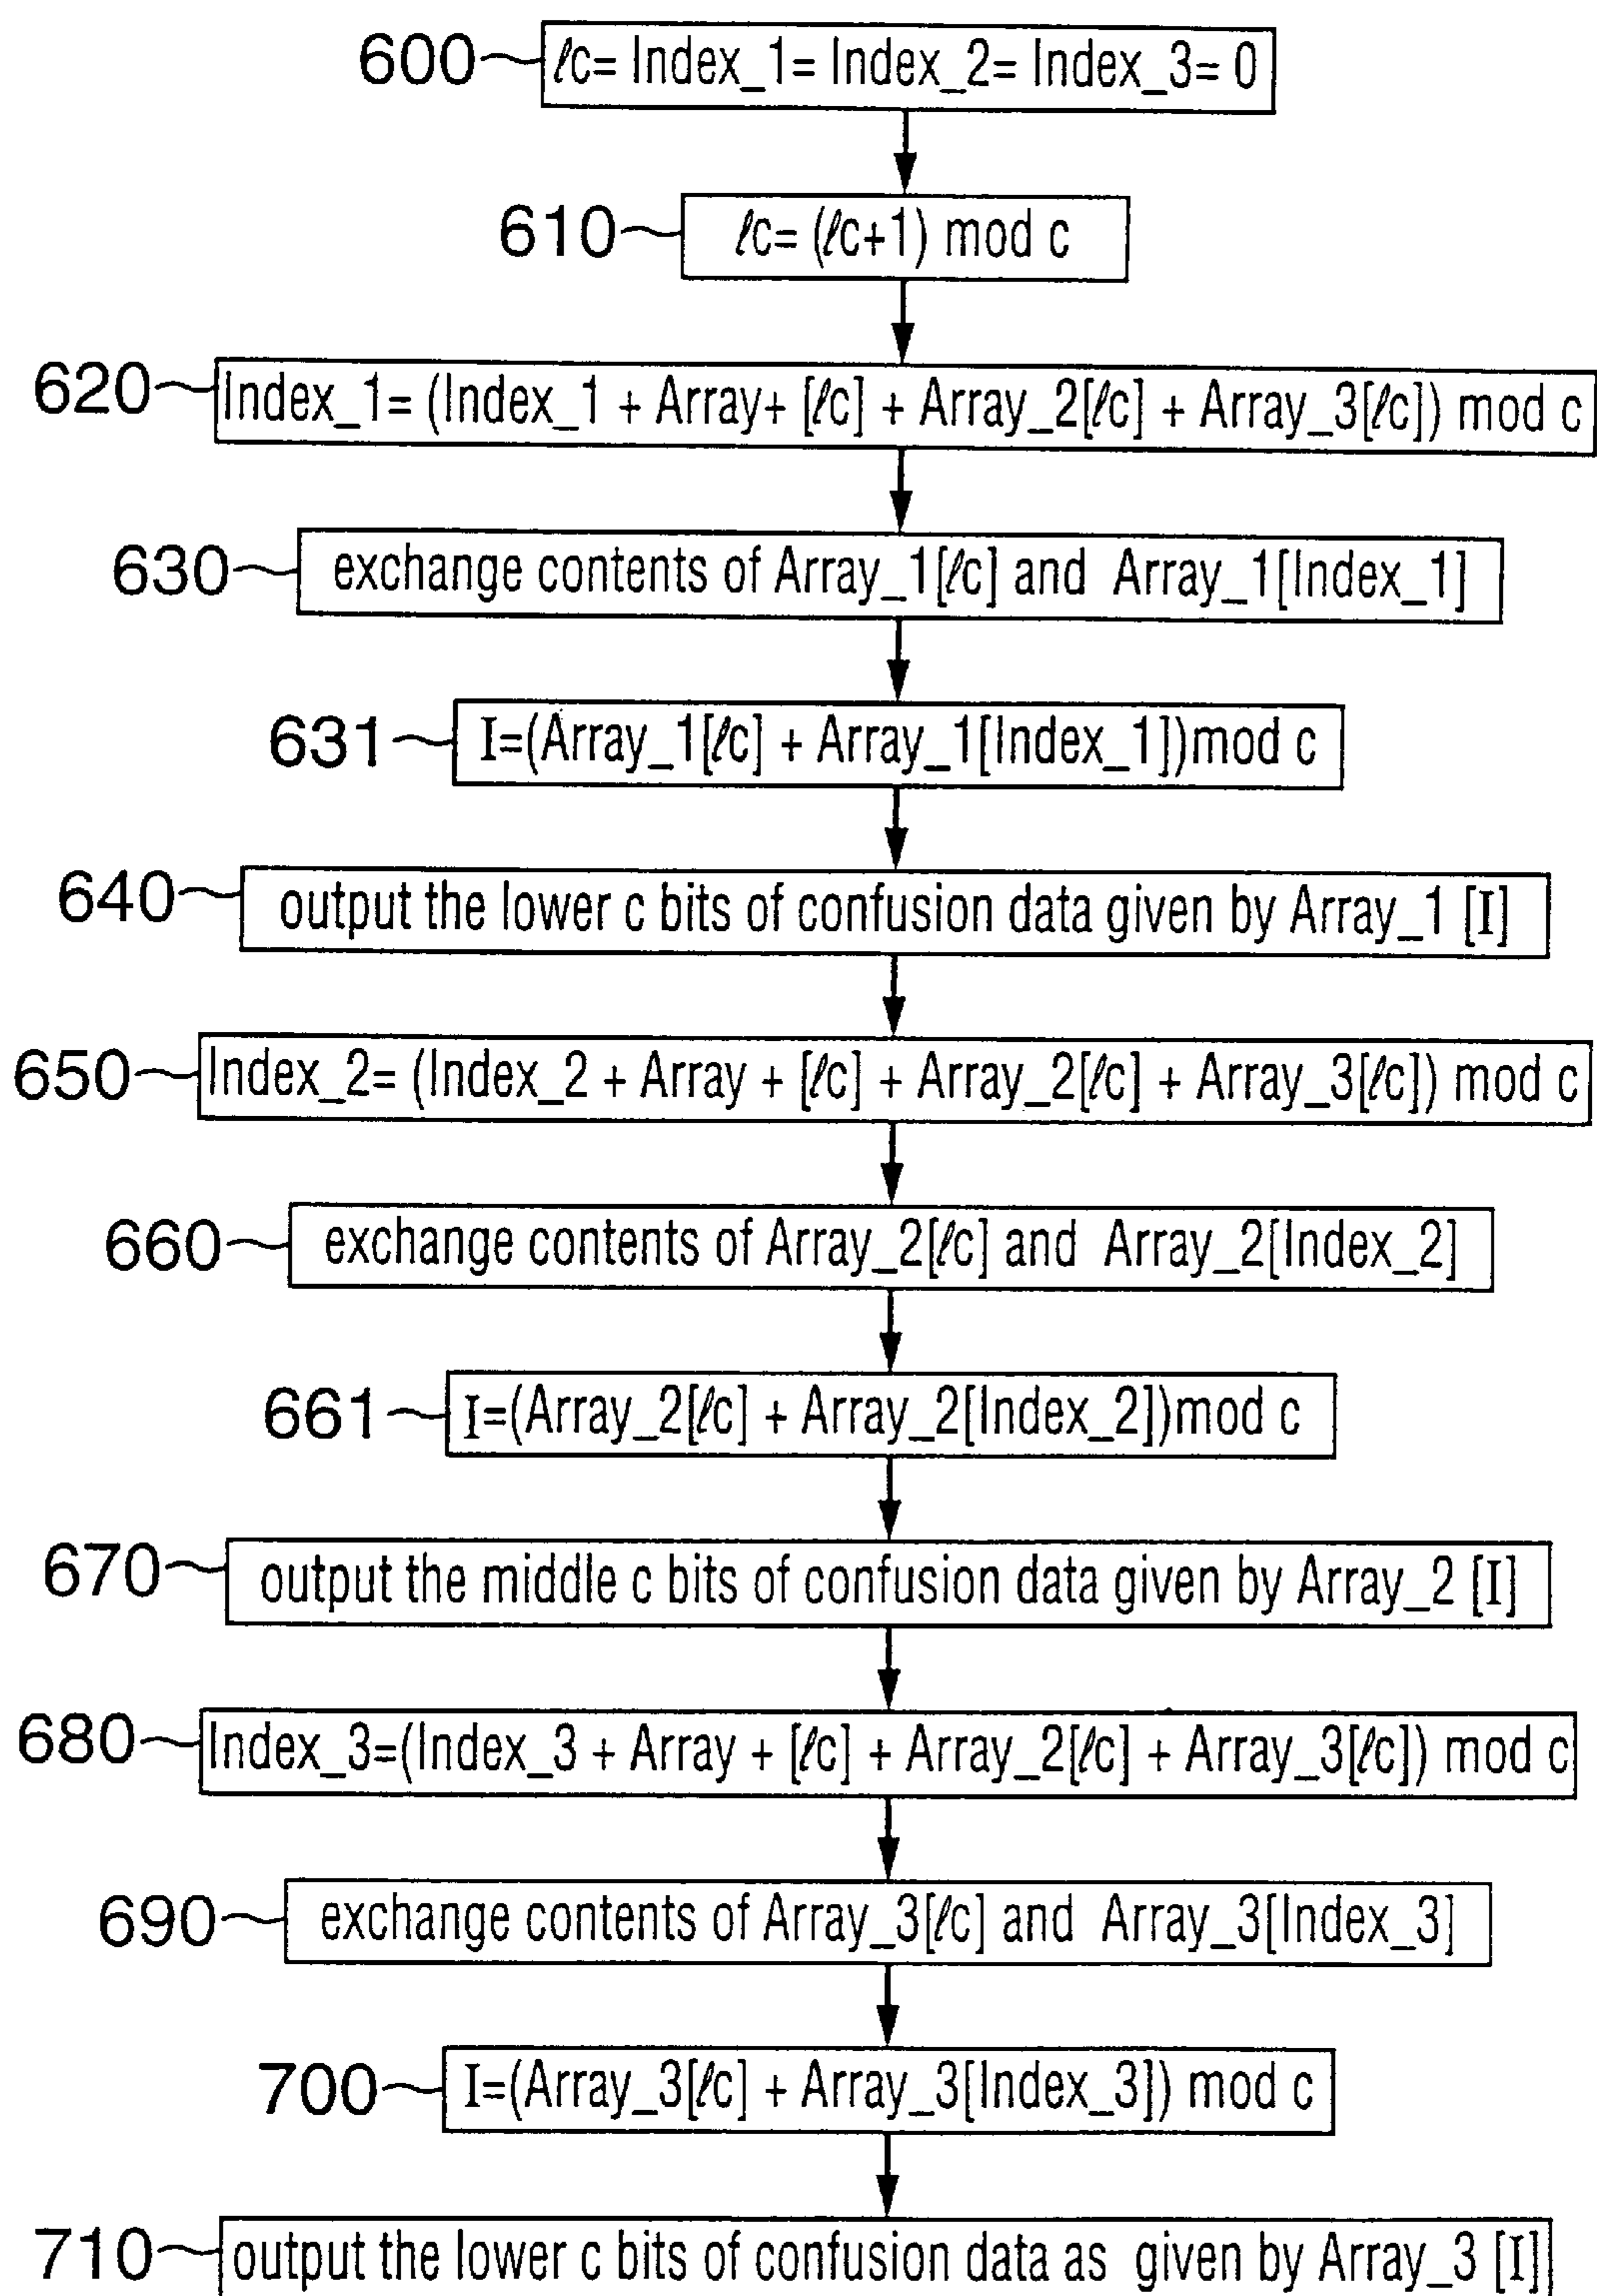 600 ℓc= Index_1= Index_2= Index_3= 0
610 ℓc= (ℓc+1) mod c
620 Index_1= (Index_1 + Array+ [ℓc] + Array_2[ℓc] + Array_3[ℓc]) mod c
630 exchange contents of Array_1[ℓc] and Array_1[Index_1]
631 I=(Array_1[ℓc] + Array_1[Index_1])mod c
640 output the lower c bits of confusion data given by Array_1 [I]
650 Index_2= (Index_2 + Array + [ℓc] + Array_2[ℓc] + Array_3[ℓc]) mod c
660 exchange contents of Array_2[ℓc] and Array_2[Index_2]
661 I=(Array_2[ℓc] + Array_2[Index_2])mod c
670 output the middle c bits of confusion data given by Array_2 [I]
680 Index_3=(Index_3 + Array + [ℓc] + Array_2[ℓc] + Array_3[ℓc]) mod c
690 exchange contents of Array_3[ℓc] and Array_3[Index_3]
700 I=(Array_3[ℓc] + Array_3[Index_3]) mod c
710 output the lower c bits of confusion data as given by Array_3 [I]